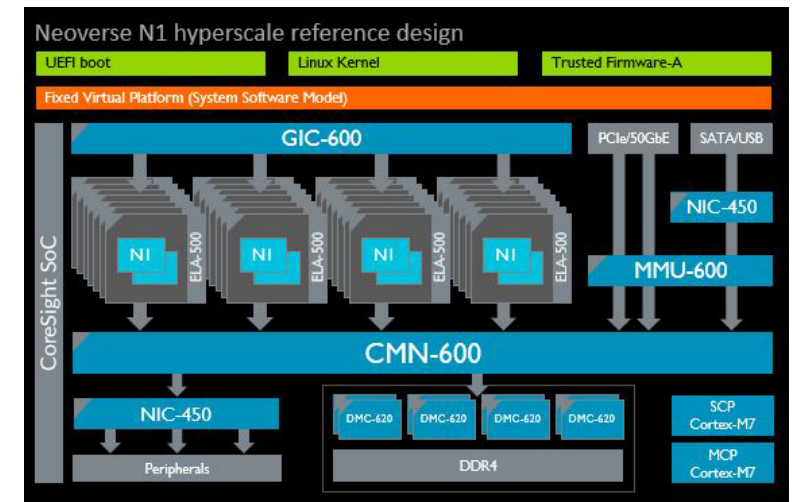 Neoverse N1 hyperscale reference design
UEFI boot
Linux Kernel
Trusted Firmware-A
Fixed Virtual Platform (System Software Model)
CoreSight SoC
GIC-600
PCIe/50GbE
SATA/USB
NI
ELA-500
NI
ELA-500
NI
ELA-500
NI
ELA-500
NIC-450
MMU-600
CMN-600
NIC-450
Peripherals
DMC-620
DMC-620
DMC-620
DMC-620
DDR4
SCP
Cortex-M7
MCP
Cortex-M7